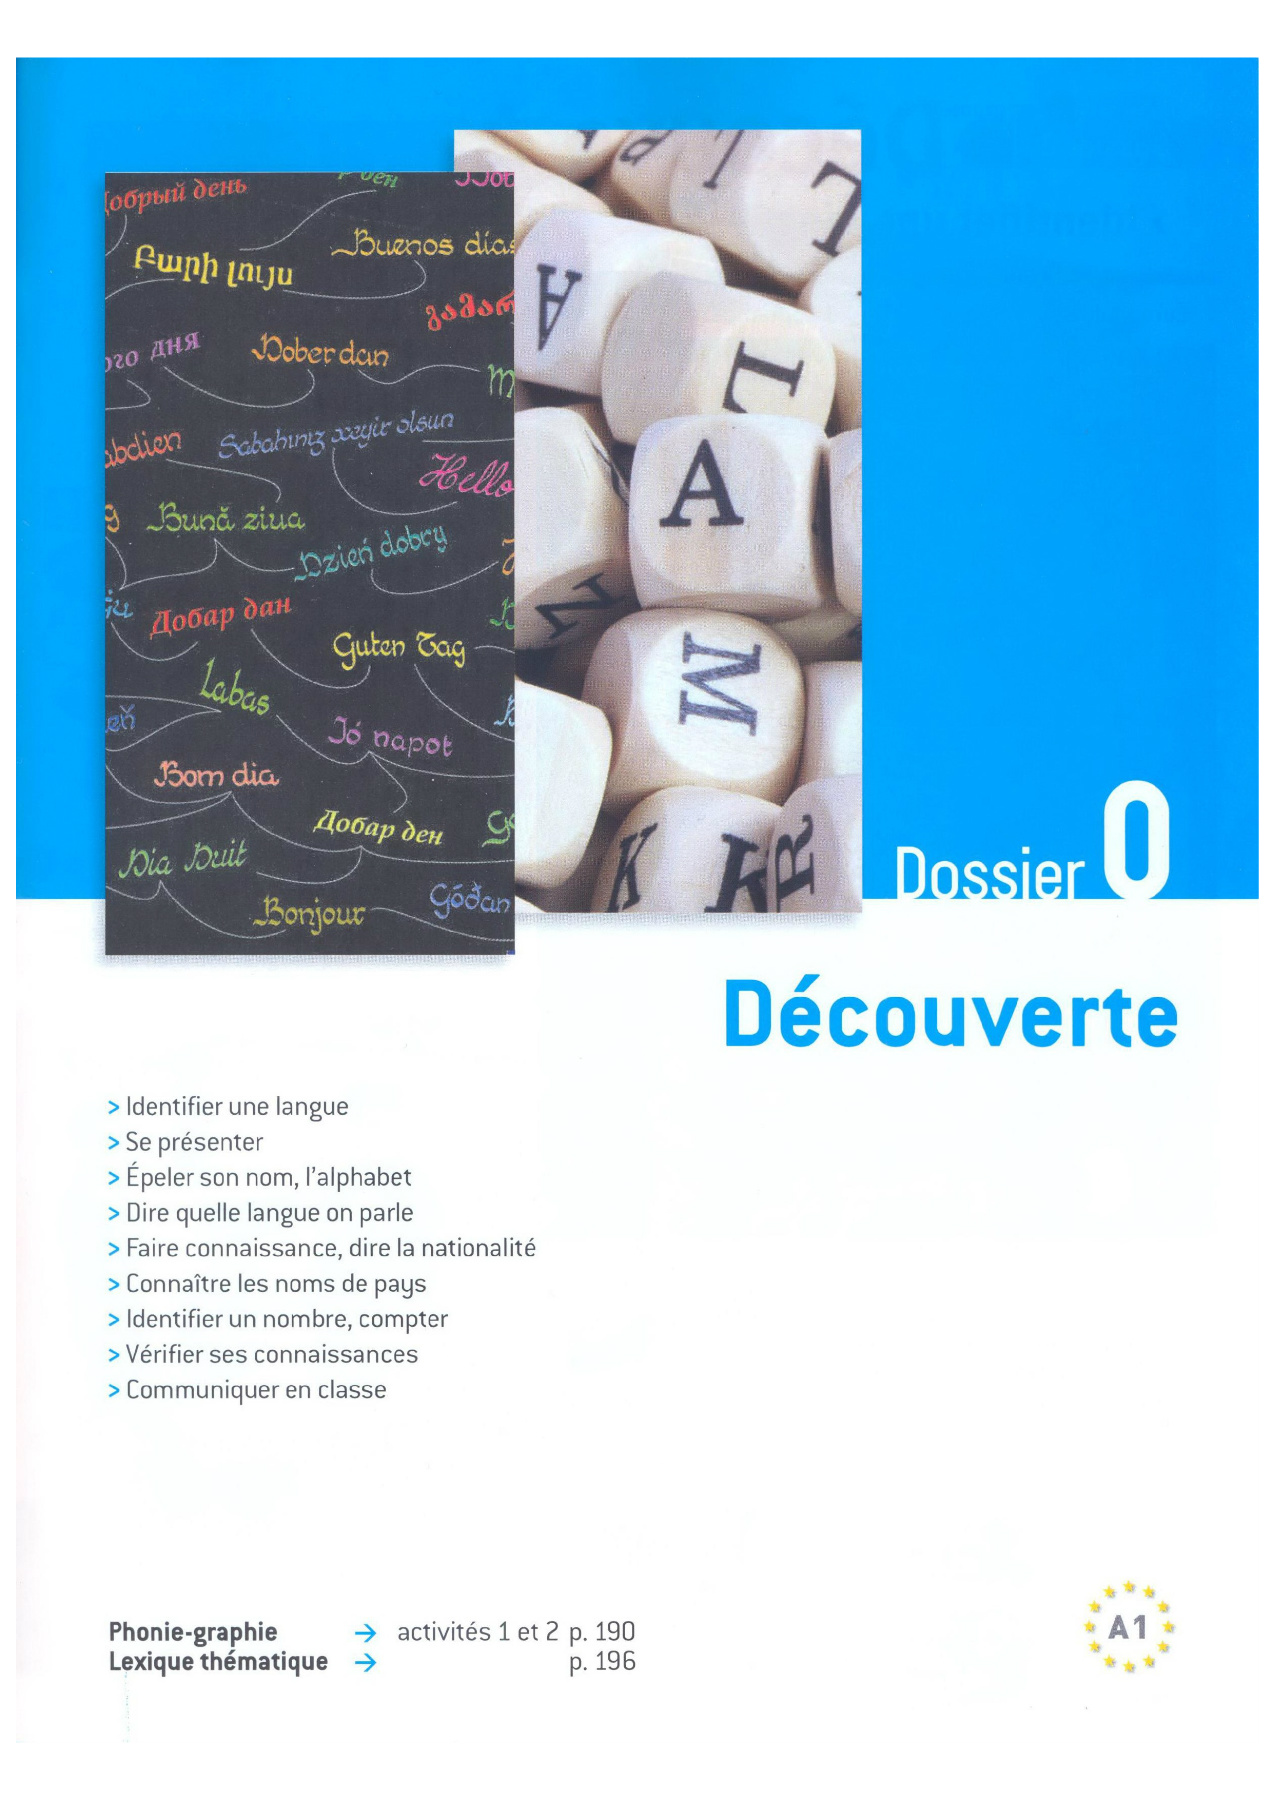 Добрый день
Buenos días
Բարի լույս
ого дня
Dober dan
abdien
Sabahınız xeyir olsun
Hello
Bună ziua
Dzień dobry
Добар дан
Guten Tag
Labas
Jó napot
Bom dia
Добар ден
Dia Duit
Bonjour
Góðan
L
A
L
A
N
M
K
K
R
Dossier 0
Découverte
> Identifier une langue
> Se présenter
> Épeler son nom, l'alphabet
> Dire quelle langue on parle
> Faire connaissance, dire la nationalité
> Connaître les noms de pays
> Identifier un nombre, compter
> Vérifier ses connaissances
> Communiquer en classe
Phonie-graphie → activités 1 et 2 p. 190
Lexique thématique → p. 196
A1